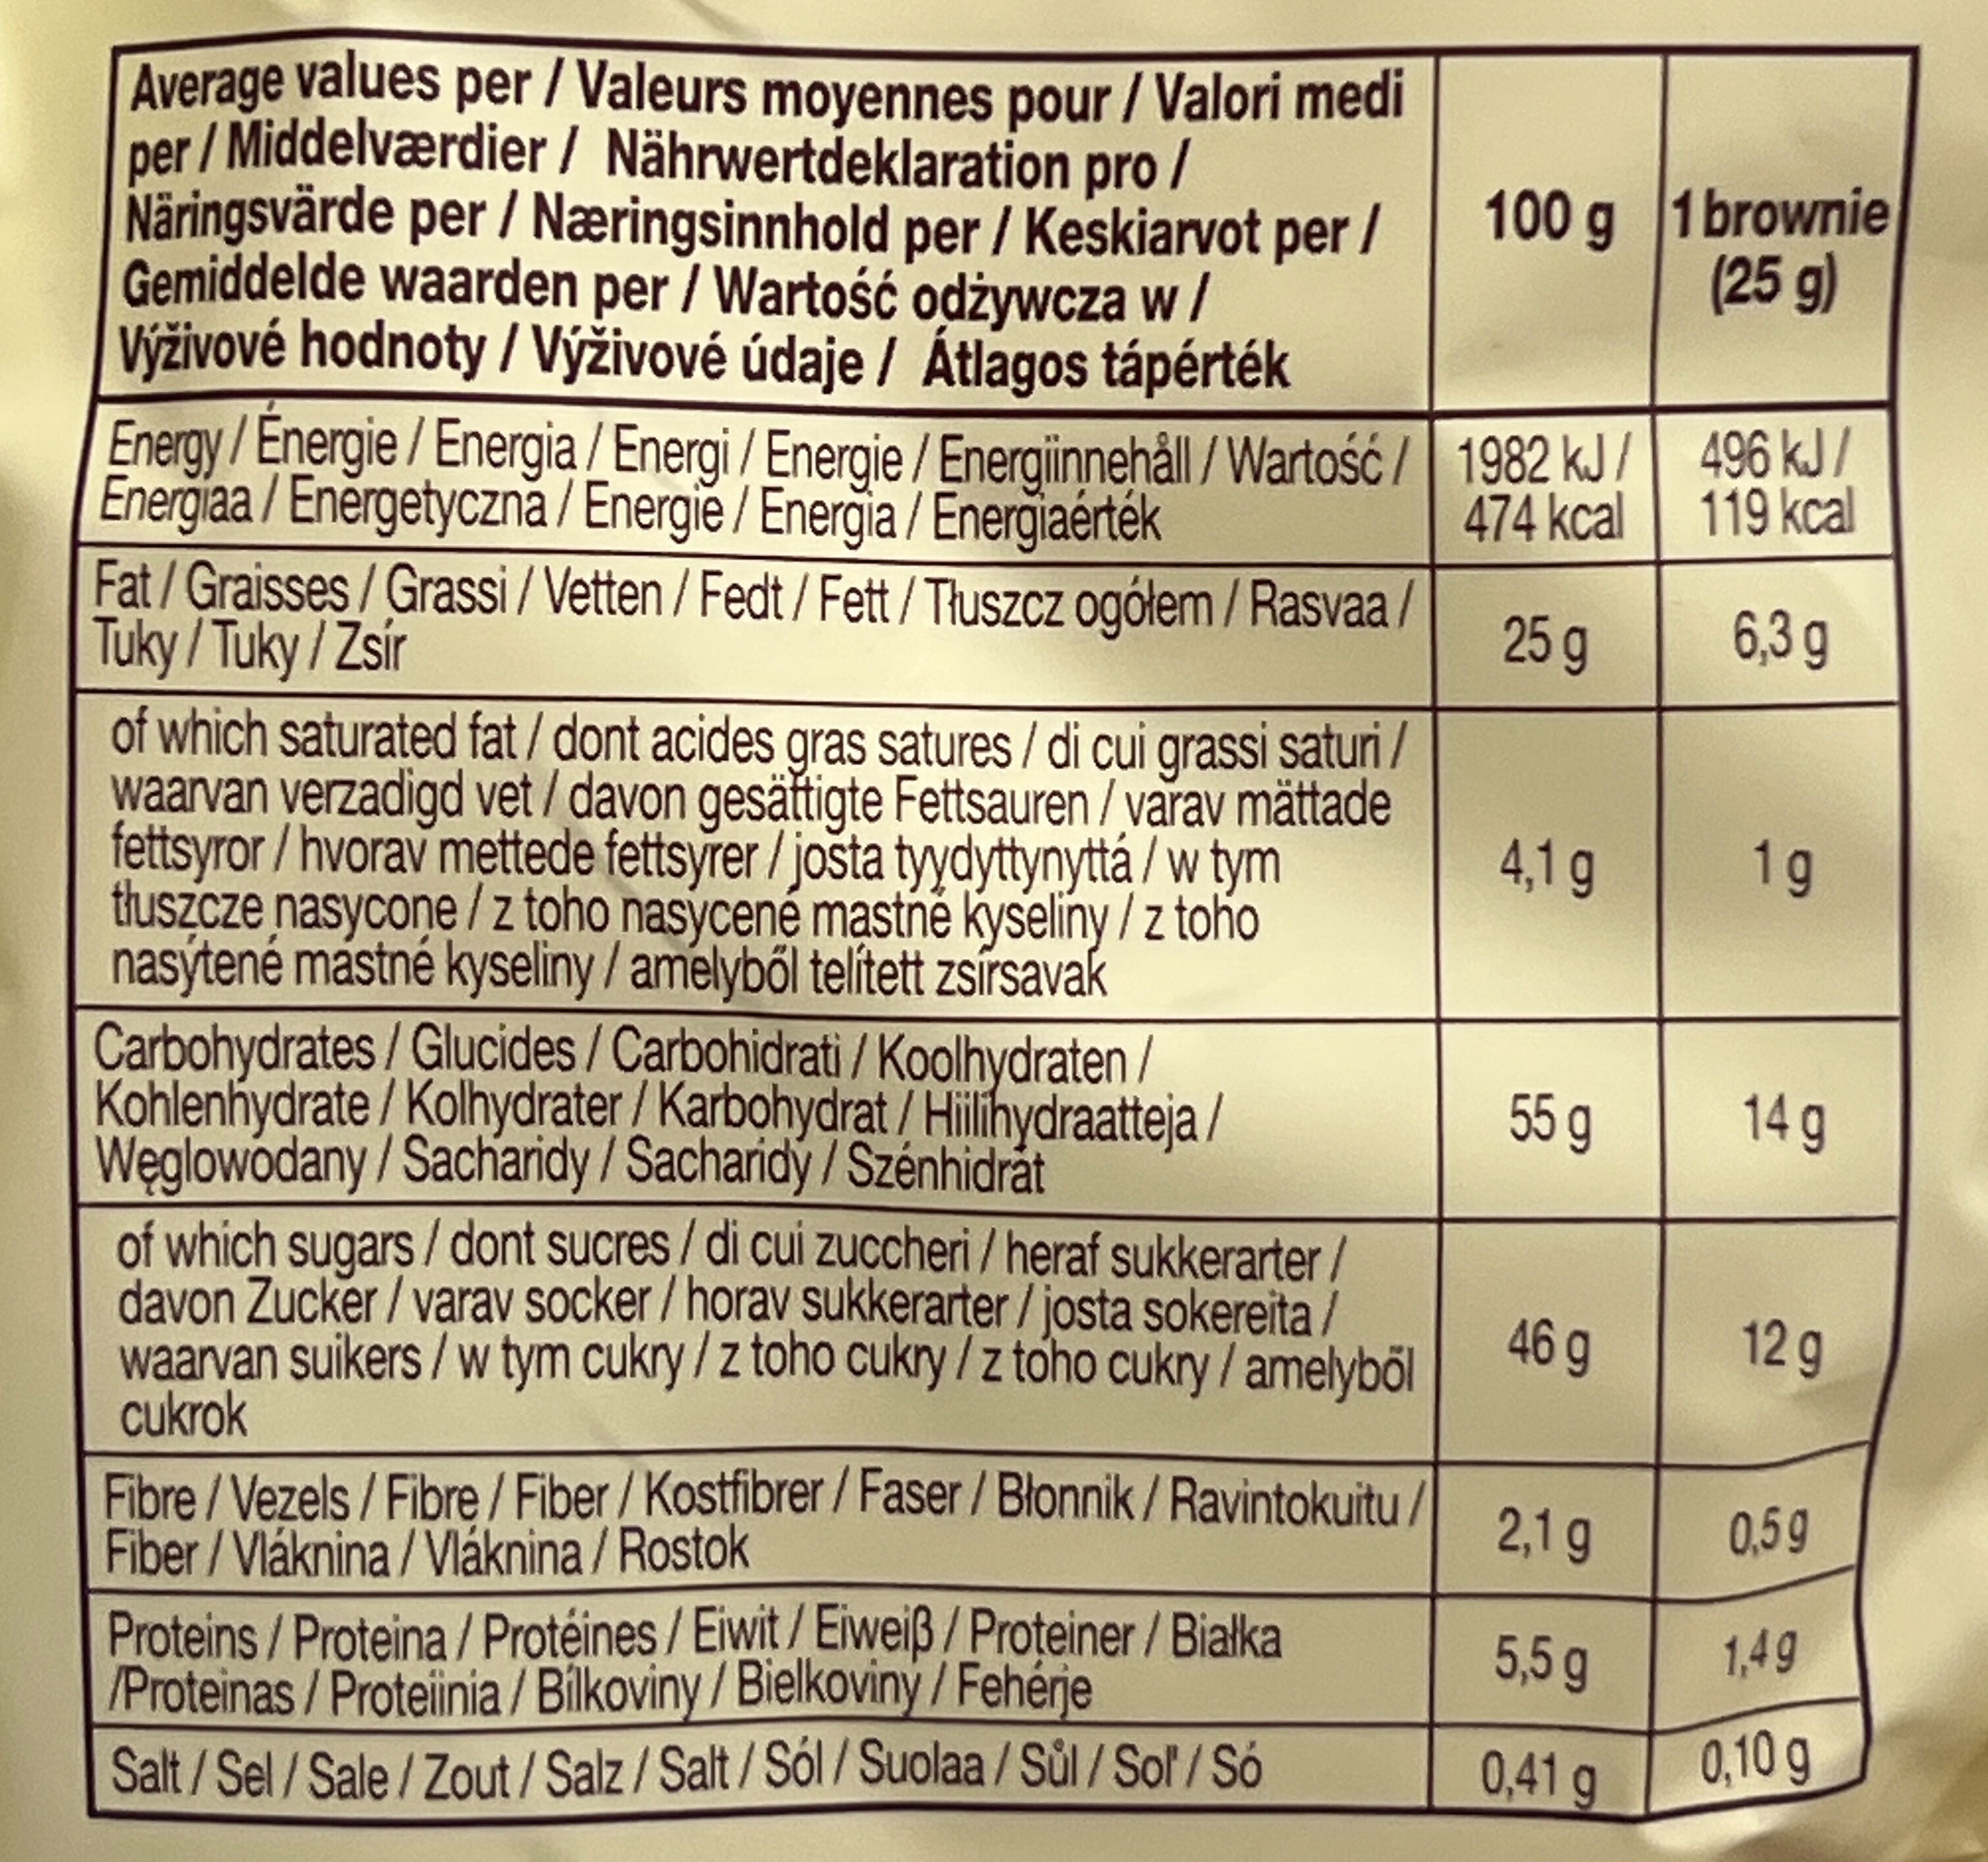 Average values per / Valeurs moyennes pour / Valori medi
per / Middelværdier / Nährwertdeklaration pro /
Näringsvärde per / Næringsinnhold per / Keskiarvot per /
Gemiddelde waarden per / Wartość odżywcza w /
Výživové hodnoty / Výživové údaje / Átlagos tápérték
100 g
1 brownie
(25 g)
Energy / Énergie / Energia / Energi / Energie / Energiinnehåll / Wartość /
Energiaa / Energetyczna / Energie / Energia / Energiaérték
1982 kJ /
474 kcal
496 kJ /
119 kcal
Fat / Graisses / Grassi / Vetten / Fedt / Fett / Tłuszcz ogółem / Rasvaa /
Tuky / Tuky / Zsír
25 g
6,3 g
of which saturated fat / dont acides gras satures / di cui grassi saturi /
waarvan verzadigd vet / davon gesättigte Fettsauren / varav mättade
fettsyror / hvorav mettede fettsyrer / josta tyydyttynyttá / w tym
tłuszcze nasycone / z toho nasycené mastné kyseliny / z toho
nasýtené mastné kyseliny / amelyből telített zsírsavak
4,1 g
1 g
Carbohydrates / Glucides / Carbohidrati / Koolhydraten /
Kohlenhydrate / Kolhydrater / Karbohydrat / Hiilihydraatteja /
Węglowodany / Sacharidy / Sacharidy / Szénhidrát
55 g
14 g
of which sugars / dont sucres / di cui zuccheri / heraf sukkerarter /
davon Zucker / varav socker / horav sukkerarter / josta sokereita /
waarvan suikers / w tym cukry / z toho cukry / z toho cukry / amelyből
cukrok
46 g
12 g
Fibre / Vezels / Fibre / Fiber / Kostfibrer / Faser / Błonnik / Ravintokuitu /
Fiber / Vláknina / Vláknina / Rostok
2,1 g
0,5 g
Proteins / Proteina / Protéines / Eiwit / Eiweiβ / Proteiner / Białka
/Proteinas / Proteiinia / Bílkoviny / Bielkoviny / Fehérje
5,5 g
1,4 g
Salt / Sel / Sale / Zout / Salz / Salt / Sól / Suolaa / Sůl / Soľ / Só
0,41 g
0,10 g